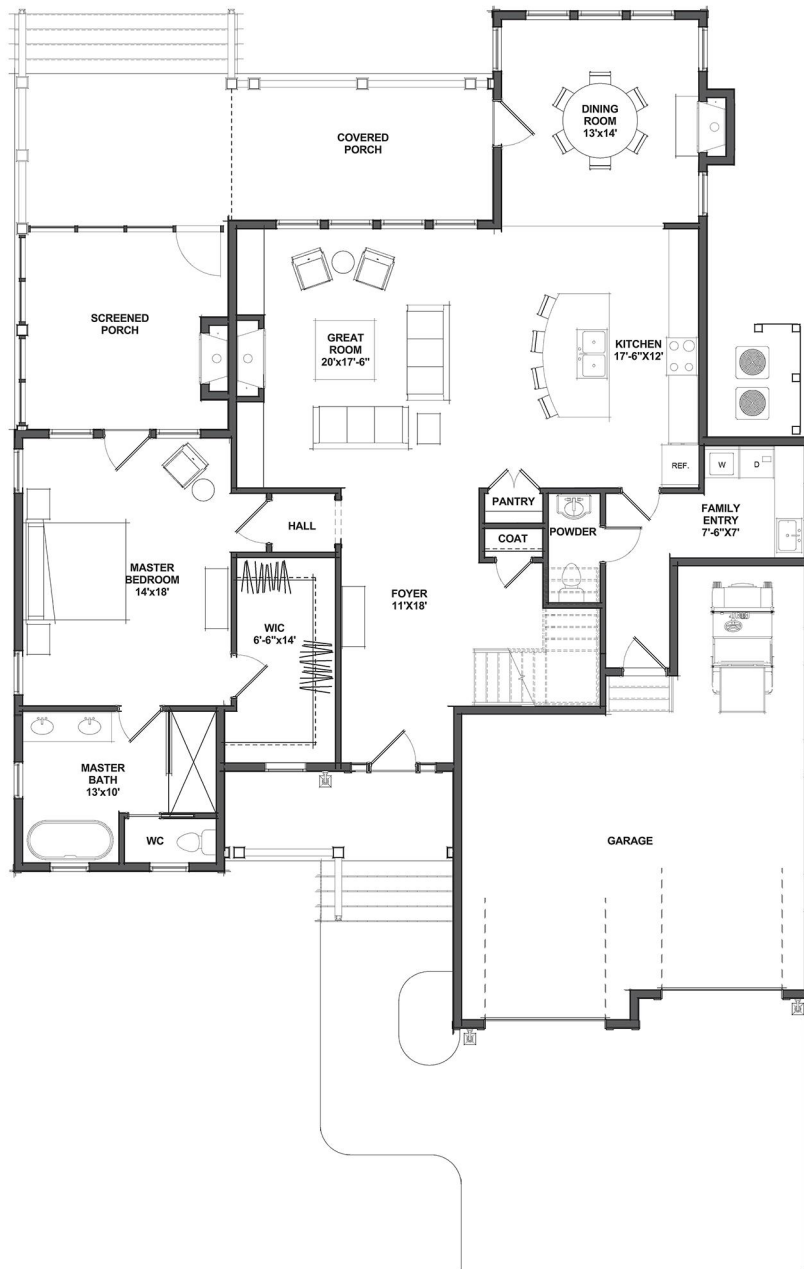 DINING
ROOM
13'x14'
COVERED
PORCH
SCREENED
PORCH
GREAT
ROOM
20'x17'-6"
KITCHEN
17'-6"X12'
REF.
W
D
PANTRY
FAMILY
ENTRY
7'-6"X7'
HALL
COAT
POWDER
MASTER
BEDROOM
14'x18'
FOYER
11'X18'
WIC
6'-6"x14'
MASTER
BATH
13'x10'
WC
GARAGE